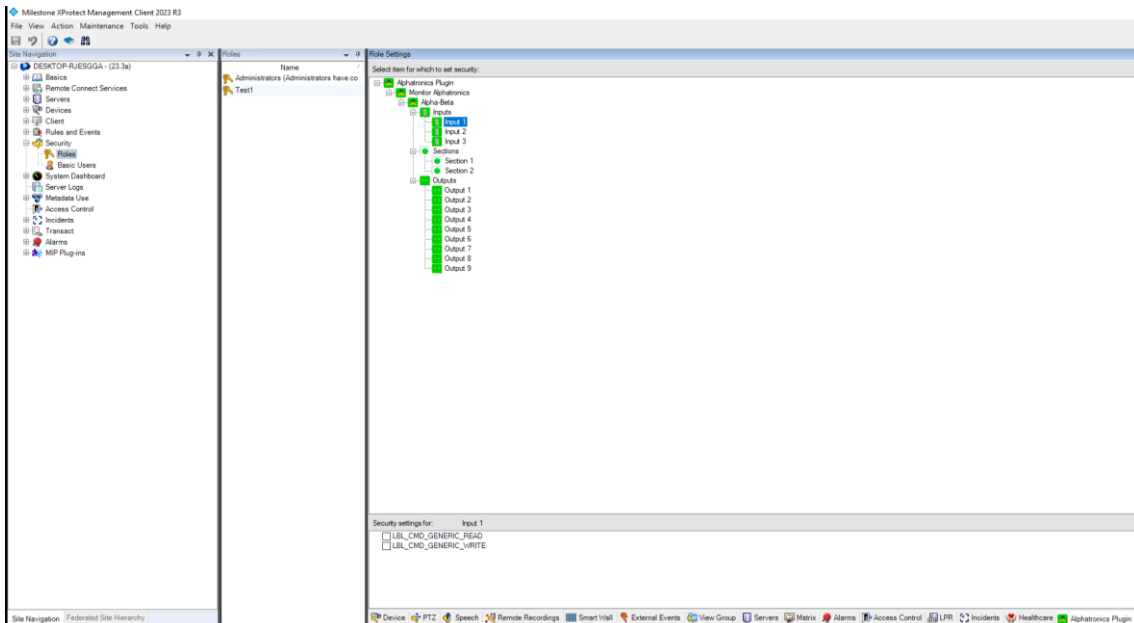 Milestone XProtect Management Client 2023 R3
File View Action Maintenance Tools Help
Site Navigation
DESKTOP-RJESGGA - (23.3a)
Basics
Remote Connect Services
Servers
Devices
Client
Rules and Events
Security
Roles
Basic Users
System Dashboard
Server Logs
Metadata Use
Access Control
Incidents
Transact
Alarms
MIP Plug-ins
Site Navigation Federated Site Hierarchy
Roles
Name
Administrators (Administrators have co
Test1
Role Settings
Select item for which to set security:
Alphatronics Plugin
Monitor Alphatronics
Alpha-Beta
Inputs
Input 1
Input 2
Input 3
Sections
Section 1
Section 2
Outputs
Output 1
Output 2
Output 3
Output 4
Output 5
Output 6
Output 7
Output 8
Output 9
Security settings for: Input 1
LBL_CMD_GENERIC_READ
LBL_CMD_GENERIC_WRITE
Device PTZ Speech Remote Recordings Smart Wall External Events View Group Servers Matrix Alarms Access Control LPR Incidents Healthcare Alphatronics Plugin